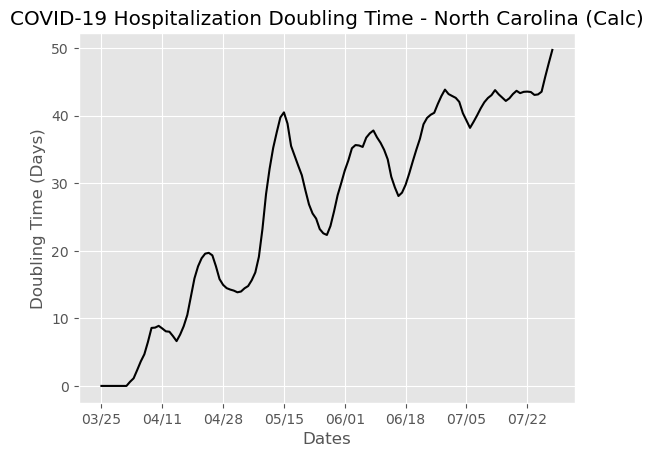 COVID-19 Hospitalization Doubling Time - North Carolina (Calc)
Doubling Time (Days)
50
40
30
20
10
0
03/25 04/11 04/28 05/15 06/01 06/18 07/05 07/22
Dates